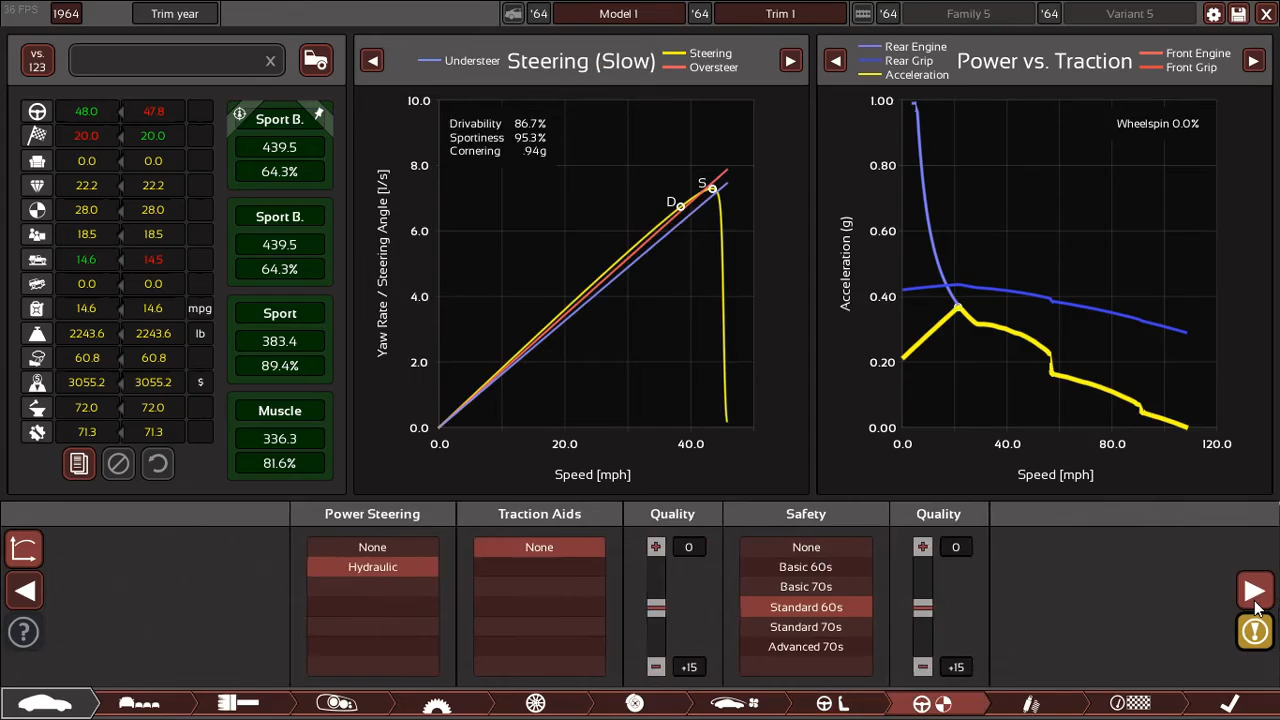 36 FPS
1964
Trim year
'64
Model 1
'64
Trim 1
'64
Family 5
'64
Variant 5
vs.
123
x
48.0 47.8
20.0 20.0
0.0 0.0
22.2 22.2
28.0 28.0
18.5 18.5
14.6 14.5
0.0 0.0
14.6 14.6 mpg
2243.6 2243.6 lb
60.8 60.8
3055.2 3055.2 $
72.0 72.0
71.3 71.3
Sport B.
439.5
64.3%
Sport B.
439.5
64.3%
Sport
383.4
89.4%
Muscle
336.3
81.6%
Understeer
Steering (Slow)
Steering
Oversteer
10.0
8.0
6.0
4.0
2.0
0.0
Yaw Rate / Steering Angle [1/s]
Drivability 86.7%
Sportiness 95.3%
Cornering .94g
D
S
0.0 20.0 40.0
Speed [mph]
Rear Engine
Rear Grip
Acceleration
Power vs. Traction
Front Engine
Front Grip
1.00
0.80
0.60
0.40
0.20
0.00
Acceleration [g]
Wheelspin 0.0%
0.0 40.0 80.0 120.0
Speed [mph]
Power Steering
None
Hydraulic
Traction Aids
None
Quality
0
+15
Safety
None
Basic 60s
Basic 70s
Standard 60s
Standard 70s
Advanced 70s
Quality
0
+15
?